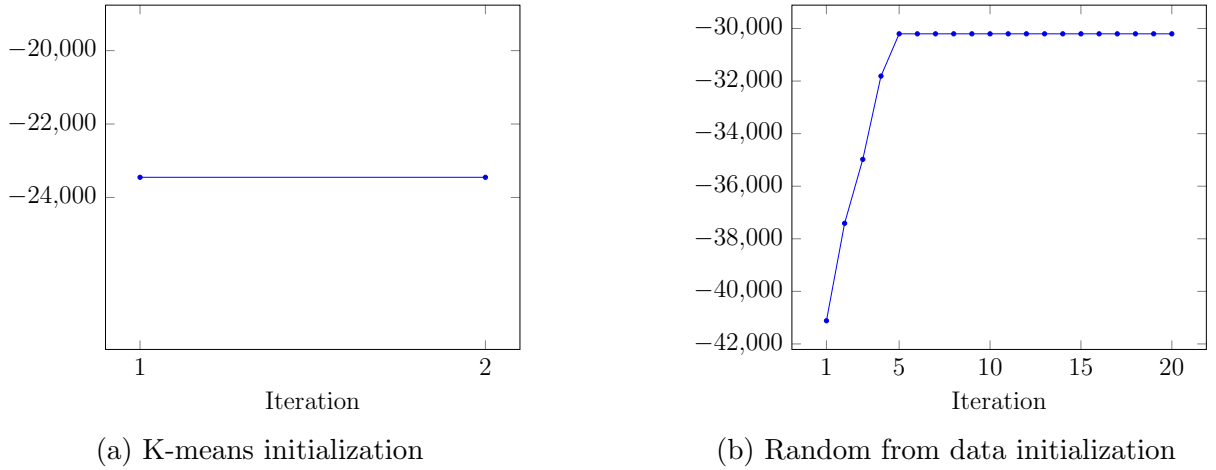 −20,000
−22,000
−24,000
1 2
Iteration
(a) K-means initialization
−30,000
−32,000
−34,000
−36,000
−38,000
−40,000
−42,000
1 5 10 15 20
Iteration
(b) Random from data initialization